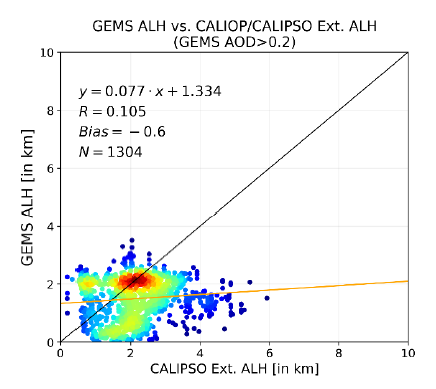 GEMS ALH vs. CALIOP/CALIPSO Ext. ALH
(GEMS AOD>0.2)
y = 0.077 · x + 1.334
R = 0.105
Bias = − 0.6
N = 1304
10
8
6
4
2
0
GEMS ALH [in km]
0 2 4 6 8 10
CALIPSO Ext. ALH [in km]